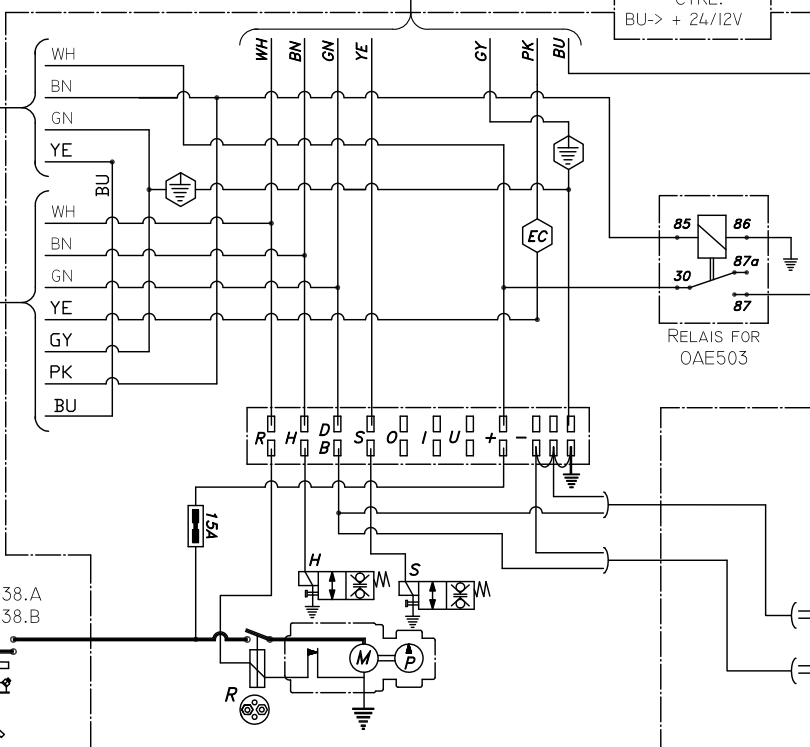 BU-> + 24/12V
WH BN GN YE GY PK BU
WH
BN
GN
YE
BU
WH
BN
GN
YE
GY
PK
BU
EC
85 86
87a
30
87
RELAIS FOR
OAE503
R H D B S O I U + -
15A
H
S
38.A
38.B
M P
R